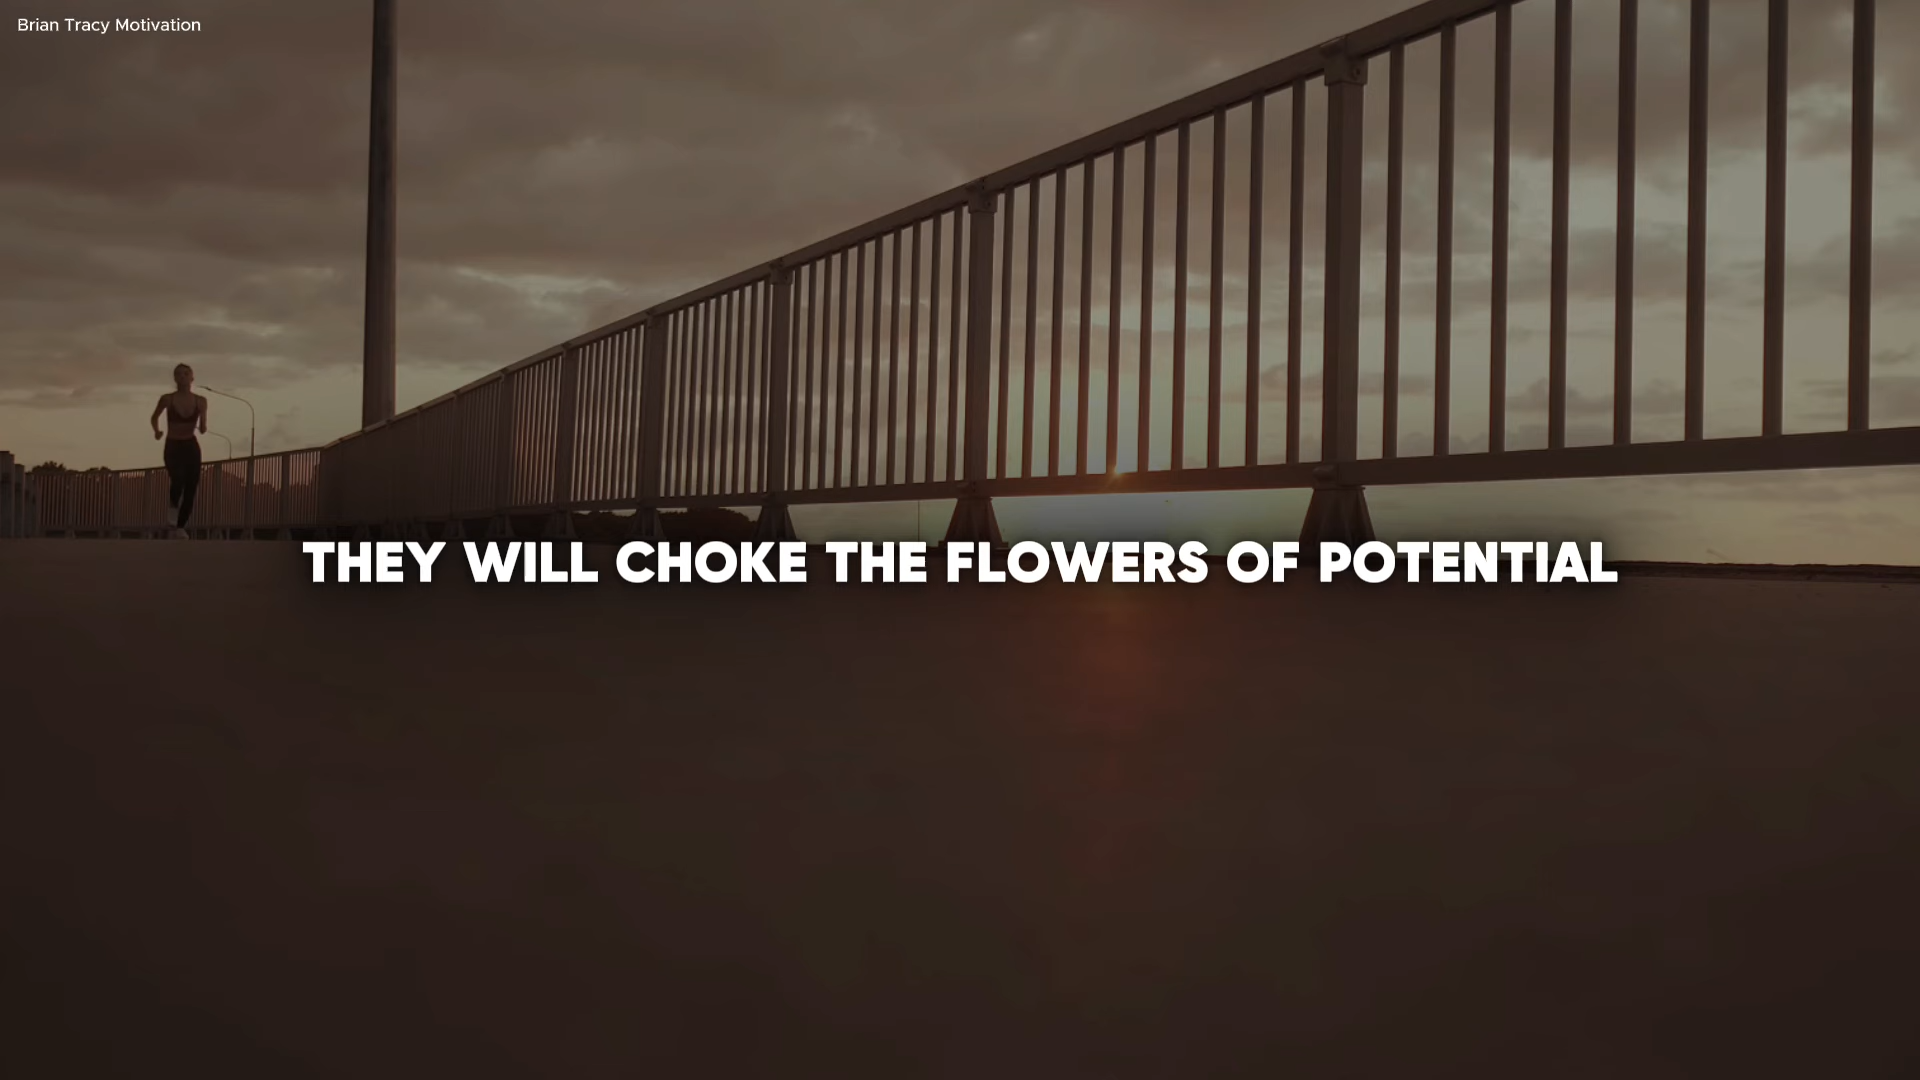 Brian Tracy Motivation
THEY WILL CHOKE THE FLOWERS OF POTENTIAL